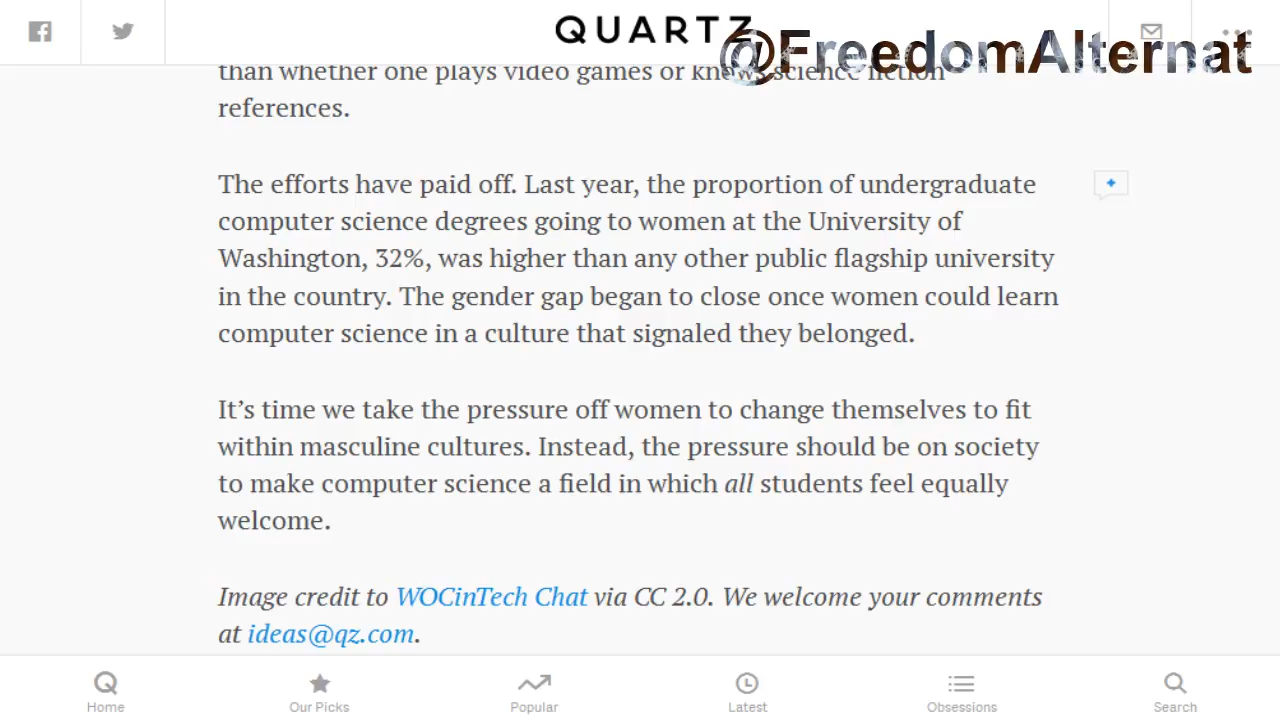 QUARTZ
@FreedomAlternat
than whether one plays video games or knows science fiction
references.
The efforts have paid off. Last year, the proportion of undergraduate
computer science degrees going to women at the University of
Washington, 32%, was higher than any other public flagship university
in the country. The gender gap began to close once women could learn
computer science in a culture that signaled they belonged.
It’s time we take the pressure off women to change themselves to fit
within masculine cultures. Instead, the pressure should be on society
to make computer science a field in which all students feel equally
welcome.
Image credit to WOCinTech Chat via CC 2.0. We welcome your comments
at ideas@qz.com.
Home
Our Picks
Popular
Latest
Obsessions
Search